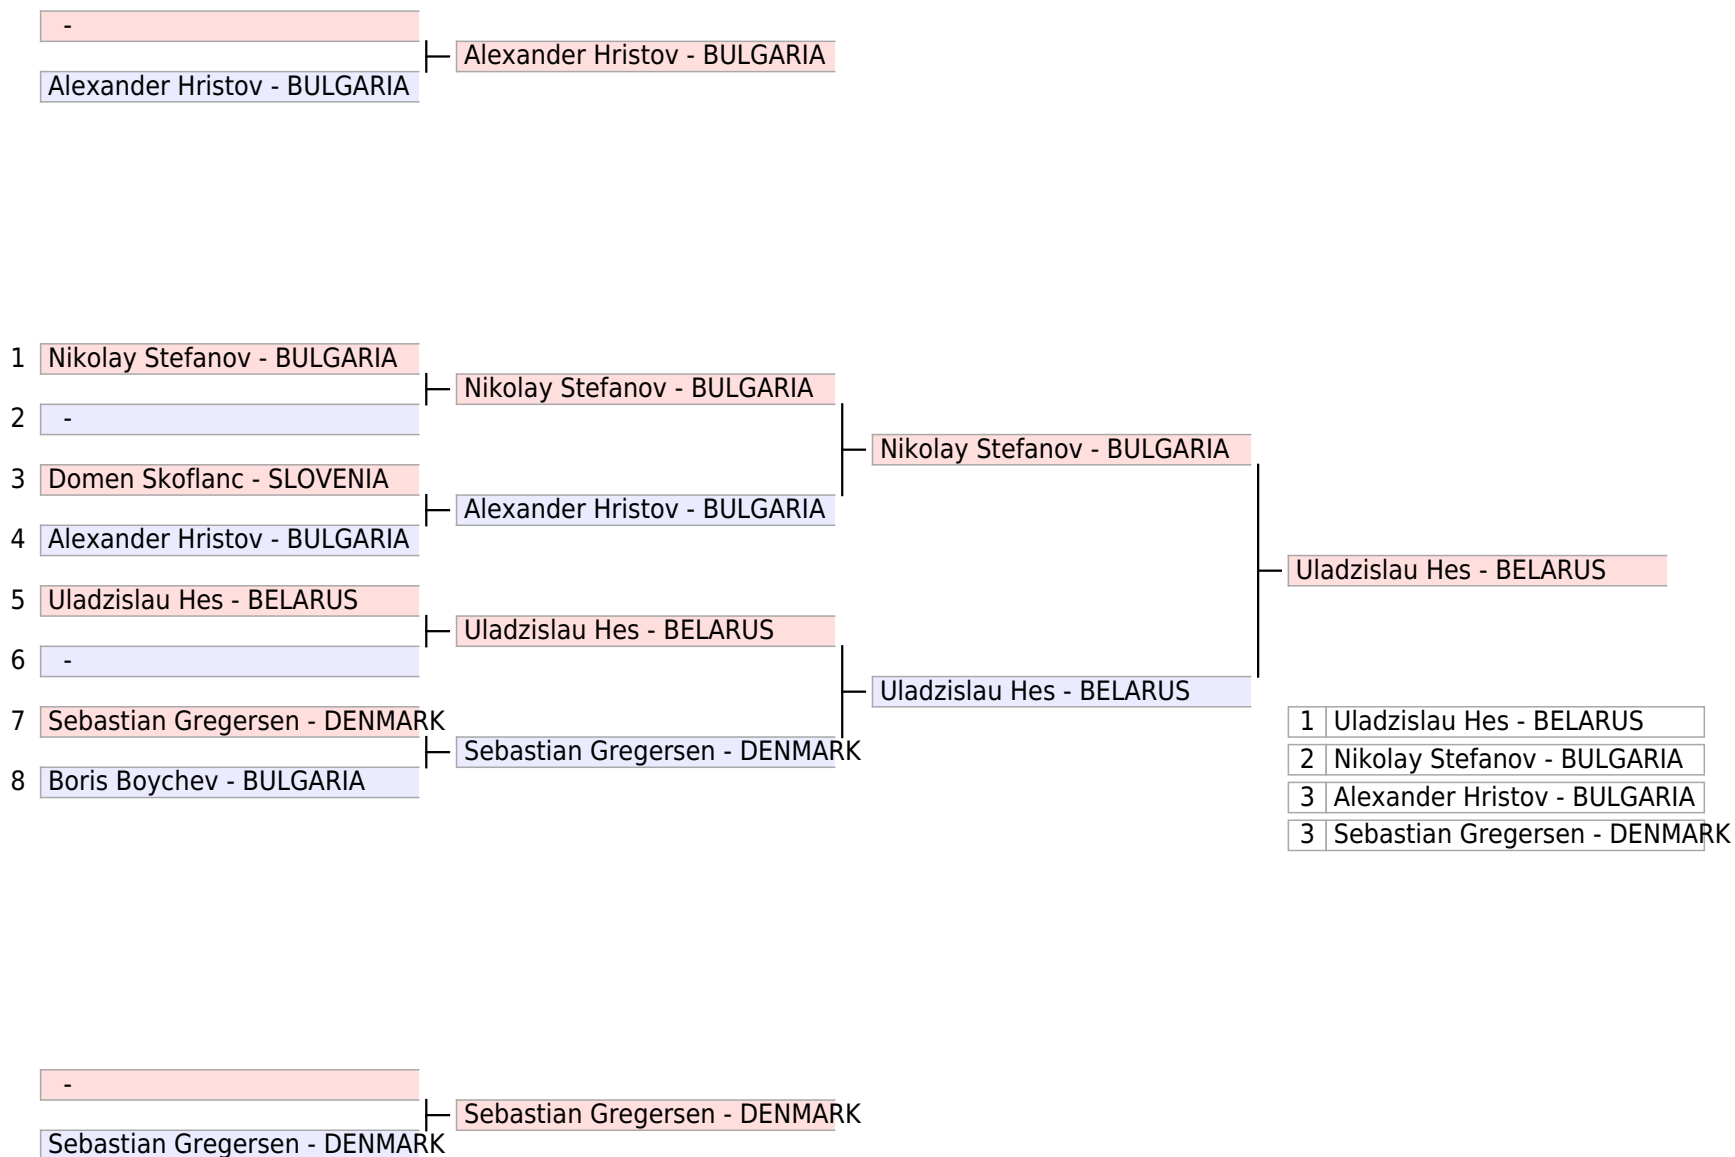 -
Alexander Hristov - BULGARIA
Alexander Hristov - BULGARIA
1 Nikolay Stefanov - BULGARIA
Nikolay Stefanov - BULGARIA
2 -
Nikolay Stefanov - BULGARIA
3 Domen Skoflanc - SLOVENIA
Alexander Hristov - BULGARIA
4 Alexander Hristov - BULGARIA
Uladzislau Hes - BELARUS
5 Uladzislau Hes - BELARUS
Uladzislau Hes - BELARUS
6 -
Uladzislau Hes - BELARUS
7 Sebastian Gregersen - DENMARK
Sebastian Gregersen - DENMARK
8 Boris Boychev - BULGARIA
1 Uladzislau Hes - BELARUS
2 Nikolay Stefanov - BULGARIA
3 Alexander Hristov - BULGARIA
3 Sebastian Gregersen - DENMARK
-
Sebastian Gregersen - DENMARK
Sebastian Gregersen - DENMARK